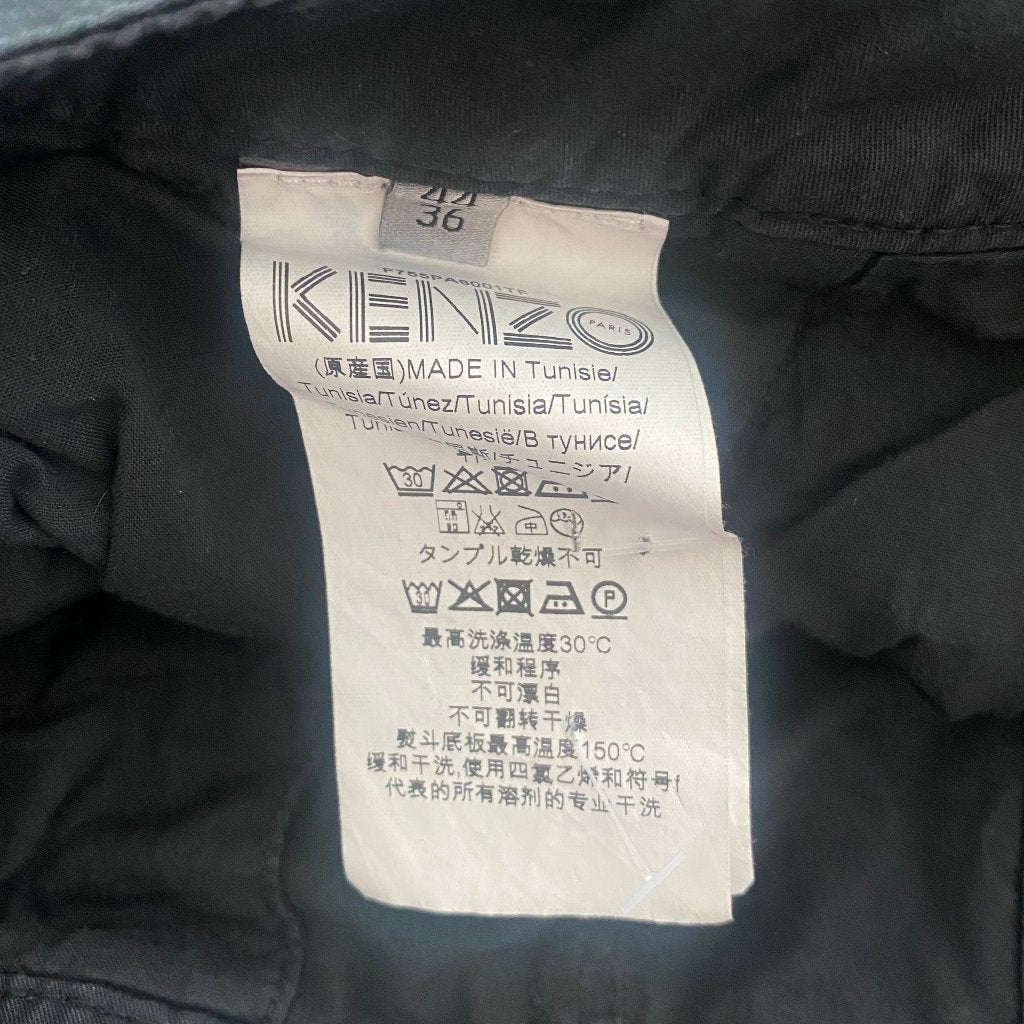 44
36
KENZO
PARIS
(原産国)MADE IN Tunisie/
Tunisia/Túnez/Tunisia/Tunísia/
Tunesien/Tunesië/В тунисе/
チュニジア/
30
中
タンブル乾燥不可
30
P
最高洗涤温度30°C
缓和程序
不可漂白
不可翻转干燥
熨斗底板最高温度150°C
缓和干洗,使用四氯乙烯和符号f
代表的所有溶剂的专业干洗